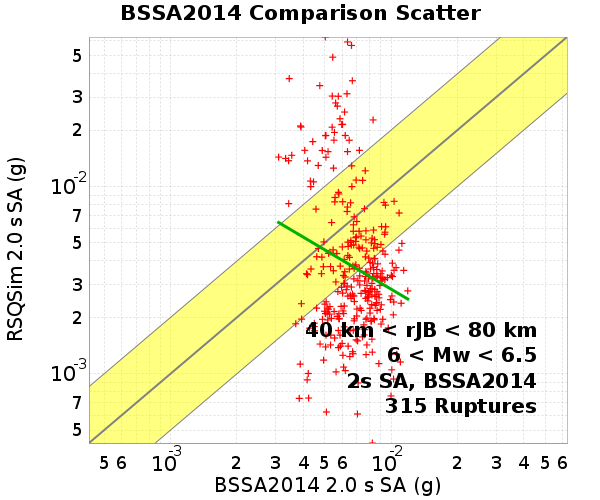 BSSA2014 Comparison Scatter
RSQSim 2.0 s SA (g)
5
3
2
10-2
7
5
3
2
10-3
7
5
40 km < rJB < 80 km
6 < Mw < 6.5
2s SA, BSSA2014
315 Ruptures
5 6 10-3 2 3 4 5 6 10-2 2 3 4 5 6
BSSA2014 2.0 s SA (g)